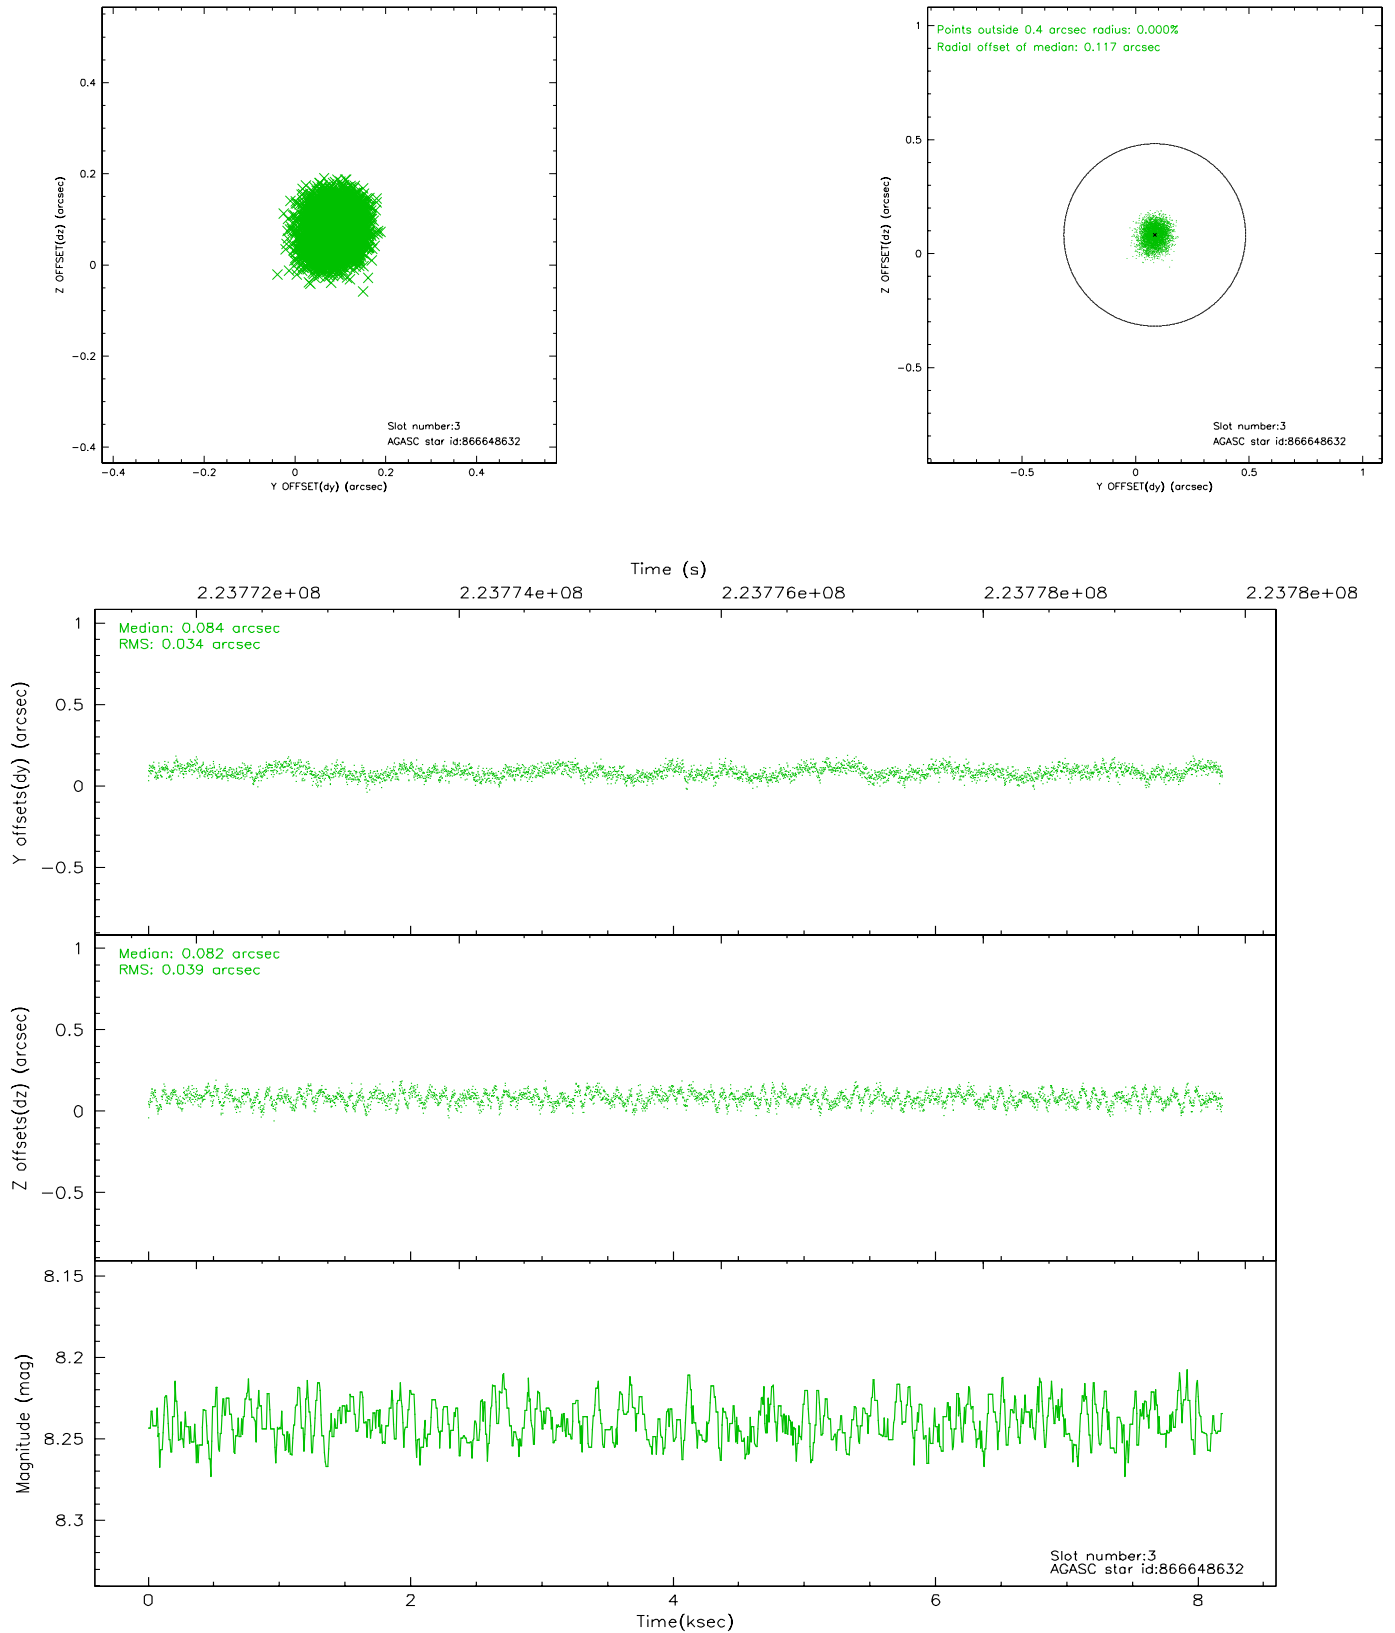 0.4
0.2
0
−0.2
−0.4
Z OFFSET(dz) (arcsec)
Slot number:3
AGASC star id:866648632
−0.4 −0.2 0 0.2 0.4
Y OFFSET(dy) (arcsec)
Points outside 0.4 arcsec radius: 0.000%
Radial offset of median: 0.117 arcsec
1
0.5
0
−0.5
Z OFFSET(dz) (arcsec)
Slot number:3
AGASC star id:866648632
−0.5 0 0.5 1
Y OFFSET(dy) (arcsec)
Time (s)
2.23772e+08 2.23774e+08 2.23776e+08 2.23778e+08 2.2378e+08
Median: 0.084 arcsec
RMS: 0.034 arcsec
1
0.5
0
−0.5
Y offsets(dy) (arcsec)
Median: 0.082 arcsec
RMS: 0.039 arcsec
1
0.5
0
−0.5
Z offsets(dz) (arcsec)
8.15
8.2
8.25
8.3
Magnitude (mag)
Slot number:3
AGASC star id:866648632
0 2 4 6 8
Time(ksec)